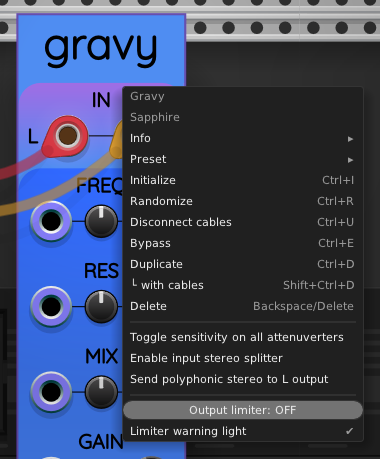 gravy
IN
L
FREQ
RES
MIX
GAIN
Gravy
Sapphire
Info ▸
Preset ▸
Initialize Ctrl+I
Randomize Ctrl+R
Disconnect cables Ctrl+U
Bypass Ctrl+E
Duplicate Ctrl+D
└ with cables Shift+Ctrl+D
Delete Backspace/Delete
Toggle sensitivity on all attenuverters
Enable input stereo splitter
Send polyphonic stereo to L output
Output limiter: OFF
Limiter warning light ✔